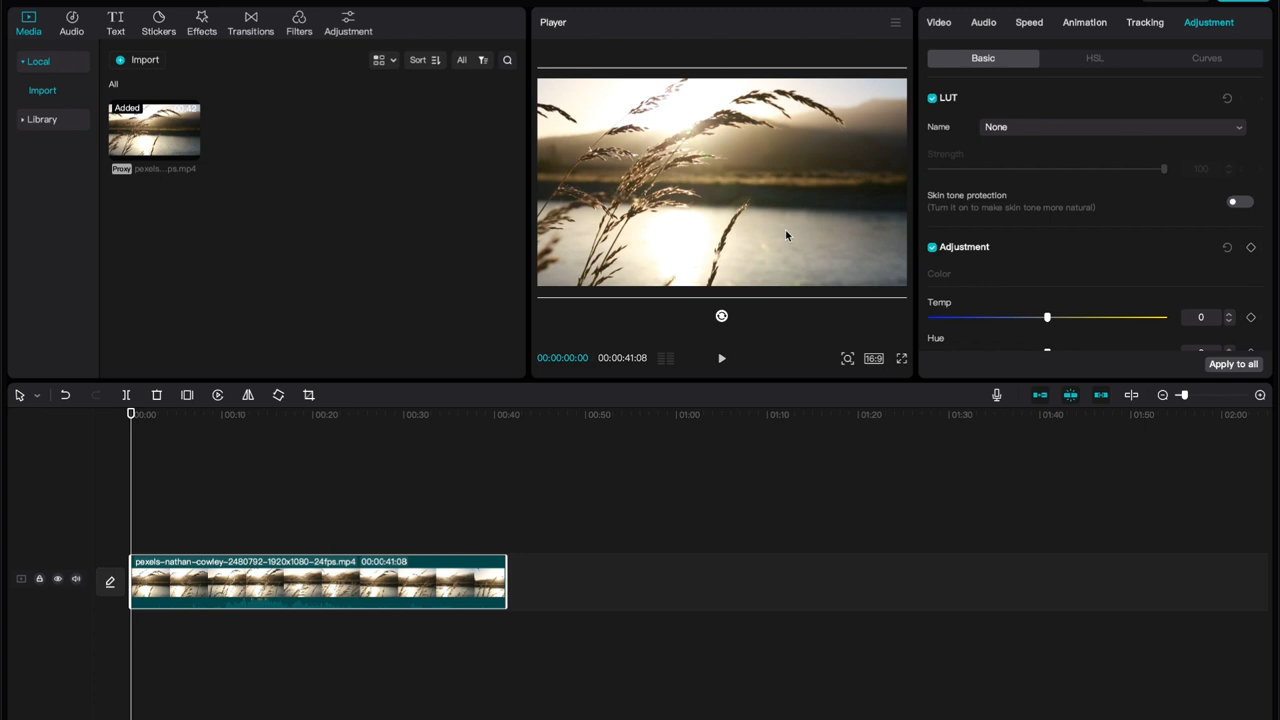 Media
Audio
Text
Stickers
Effects
Transitions
Filters
Adjustment
Local
Import
Library
Import
Sort
All
All
Added
Proxy
pexels...ps.mp4
Player
00:00:00:00
00:00:41:08
16:9
Video
Audio
Speed
Animation
Tracking
Adjustment
Basic
HSL
Curves
LUT
Name
None
Strength
100
Skin tone protection
(Turn it on to make skin tone more natural)
Adjustment
Color
Temp
0
Hue
Apply to all
00:00
00:10
00:20
00:30
00:40
00:50
01:00
01:10
01:20
01:30
01:40
01:50
02:00
pexels-nathan-cowley-2480792-1920x1080-24fps.mp4 00:00:41:08